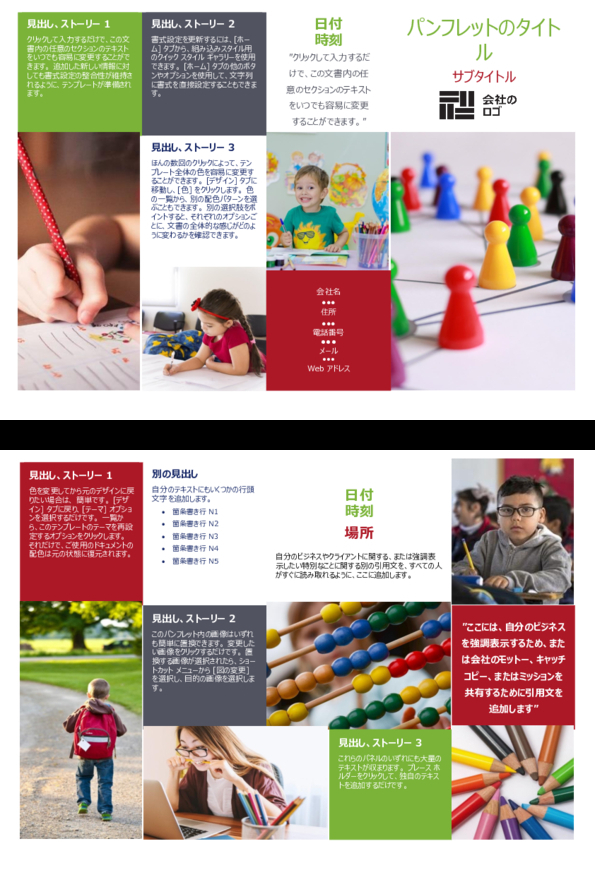 見出し、ストーリー 1
クリックして入力するだけで、この文
書内の任意のセクションのテキスト
をいつでも容易に変更することがで
きます。追加した新しい情報に対
しても書式設定の整合性が維持さ
れるように、テンプレートが準備され
ます。
見出し、ストーリー 2
書式設定を更新するには、[ホー
ム] タブから、組み込みスタイル用
のクイック スタイル ギャラリーを使用
できます。[ホーム] タブの他のボタ
ンやオプションを使用して、文字列
に書式を直接設定することもできま
す。
見出し、ストーリー 3
ほんの数回のクリックによって、テン
プレート全体の色を容易に変更す
ることができます。[デザイン] タブに
移動し、[色] をクリックします。色
の一覧から、別の配色パターンを選
ぶこともできます。別の選択肢をポ
イントすると、それぞれのオプションご
とに、文書の全体的な感じがどのよ
うに変わるかを確認できます。
日付
時刻
"クリックして入力するだ
けで、この文書内の任
意のセクションのテキスト
をいつでも容易に変更
することができます。"
会社名
●●●
住所
●●●
電話番号
●●●
メール
●●●
Web アドレス
パンフレットのタイト
ル
サブタイトル
会社の
ロゴ
見出し、ストーリー 1
色を変更してから元のデザインに戻
りたい場合は、簡単です。[デザ
イン] タブに戻り、[テーマ] オプショ
ンを選択するだけです。一覧か
ら、このテンプレートのテーマを再設
定するオプションをクリックします。
それだけで、ご使用のドキュメントの
配色は元の状態に復元されます。
別の見出し
自分のテキストにもいくつかの行頭
文字を追加します。
• 箇条書き行 N1
• 箇条書き行 N2
• 箇条書き行 N3
• 箇条書き行 N4
• 箇条書き行 N5
見出し、ストーリー 2
このパンフレット内の画像はいずれ
も簡単に置換できます。変更した
い画像をクリックするだけです。置
換する画像が選択されたら、ショー
トカット メニューから [図の変更]
を選択し、目的の画像を選択しま
す。
日付
時刻
場所
自分のビジネスやクライアントに関する、または強調表
示したい特別なことに関する別の引用文を、すべての人
がすぐに読み取れるように、ここに追加します。
見出し、ストーリー 3
これらのパネルのいずれにも大量の
テキストが収まります。プレース ホ
ルダーをクリックして、独自のテキス
トを追加するだけです。
"ここには、自分のビジネス
を強調表示するため、また
は会社のモットー、キャッチ
コピー、またはミッションを
共有するために引用文を
追加します"